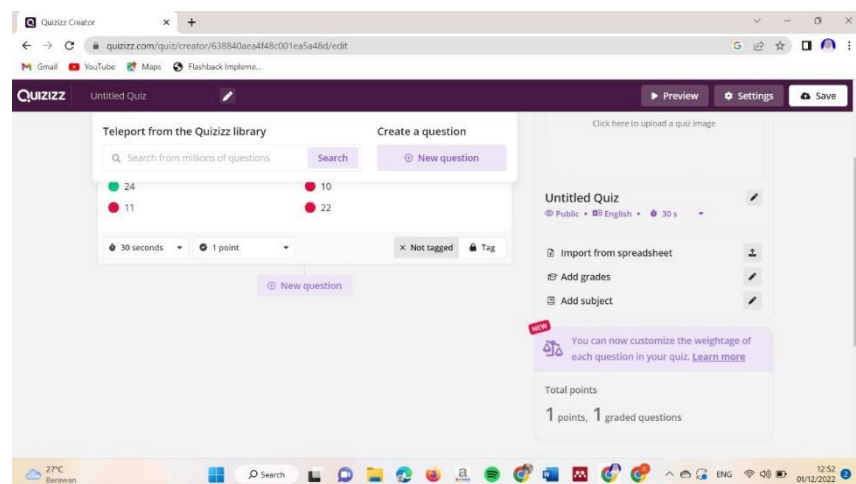 Quizizz Creator
quizizz.com/quiz/creator/638840aea4f48c001ea5a48d/edit
Gmail YouTube Maps Flashback Impleme...
QUIZIZZ Untitled Quiz Preview Settings Save
Teleport from the Quizizz library Create a question
Search from millions of questions Search New question
24 10
11 22
30 seconds 1 point Not tagged Tag
New question
Click here to upload a quiz image
Untitled Quiz
Public • English • 30 s
Import from spreadsheet
Add grades
Add subject
NEW
You can now customize the weightage of
each question in your quiz. Learn more
Total points
1 points, 1 graded questions
27°C
Berawan
Search
ENG
12:52
01/12/2022